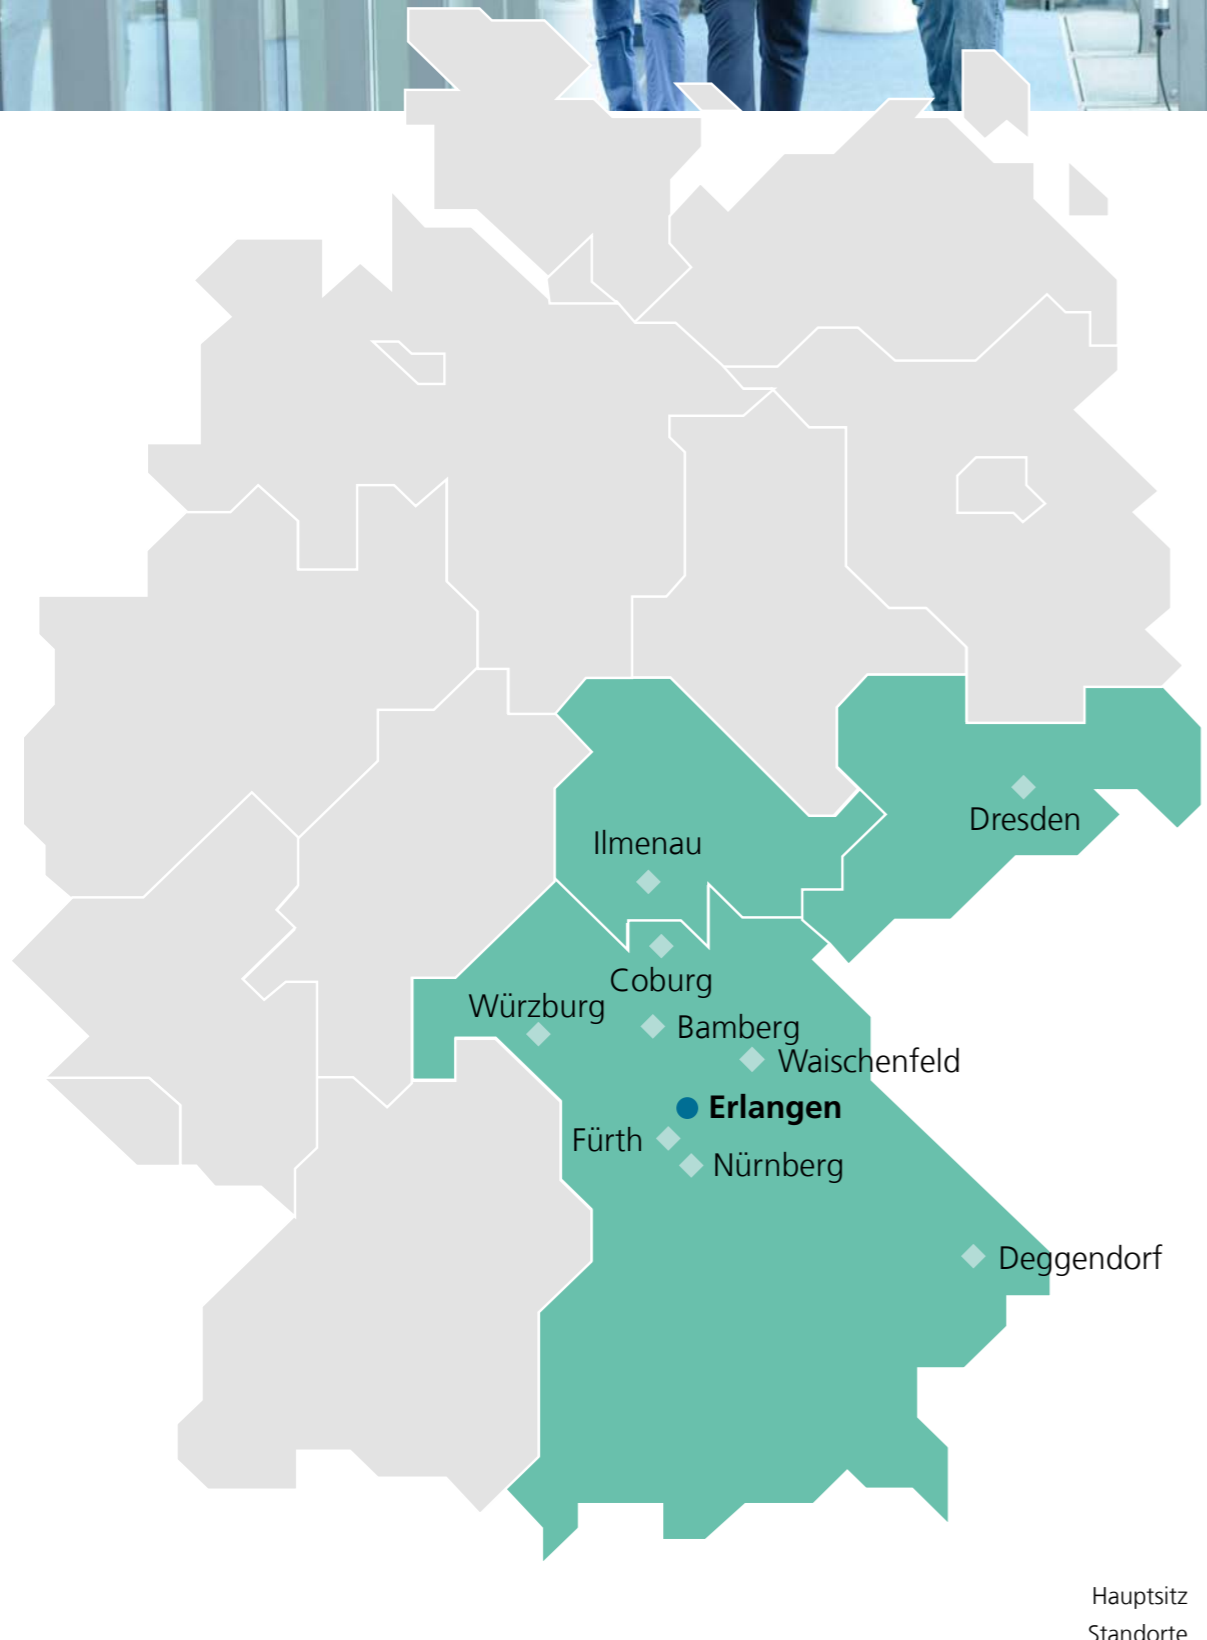 Dresden
Ilmenau
Coburg
Würzburg
Bamberg
Waischenfeld
Erlangen
Fürth
Nürnberg
Deggendorf
Hauptsitz
Standorte